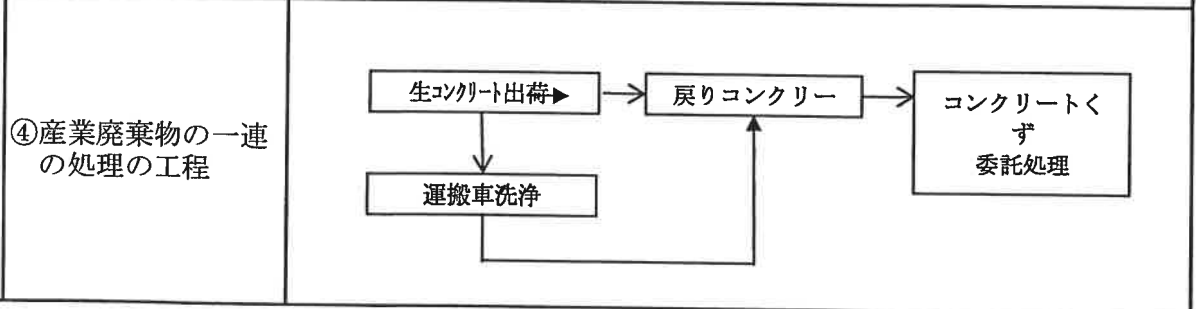 ④産業廃棄物の一連
の処理の工程
生コンクリート出荷
戻りコンクリー
コンクリートく
ず
委託処理
運搬車洗浄